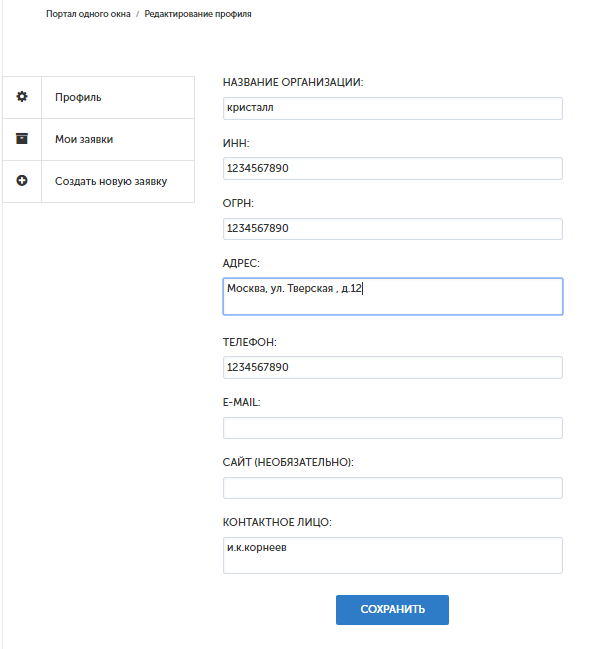 Портал одного окна / Редактирование профиля
Профиль
Мои заявки
Создать новую заявку
НАЗВАНИЕ ОРГАНИЗАЦИИ:
кристалл
ИНН:
1234567890
ОГРН:
1234567890
АДРЕС:
Москва, ул. Тверская , д.12
ТЕЛЕФОН:
1234567890
E-MAIL:
САЙТ (НЕОБЯЗАТЕЛЬНО):
КОНТАКТНОЕ ЛИЦО:
и.к.корнеев
СОХРАНИТЬ